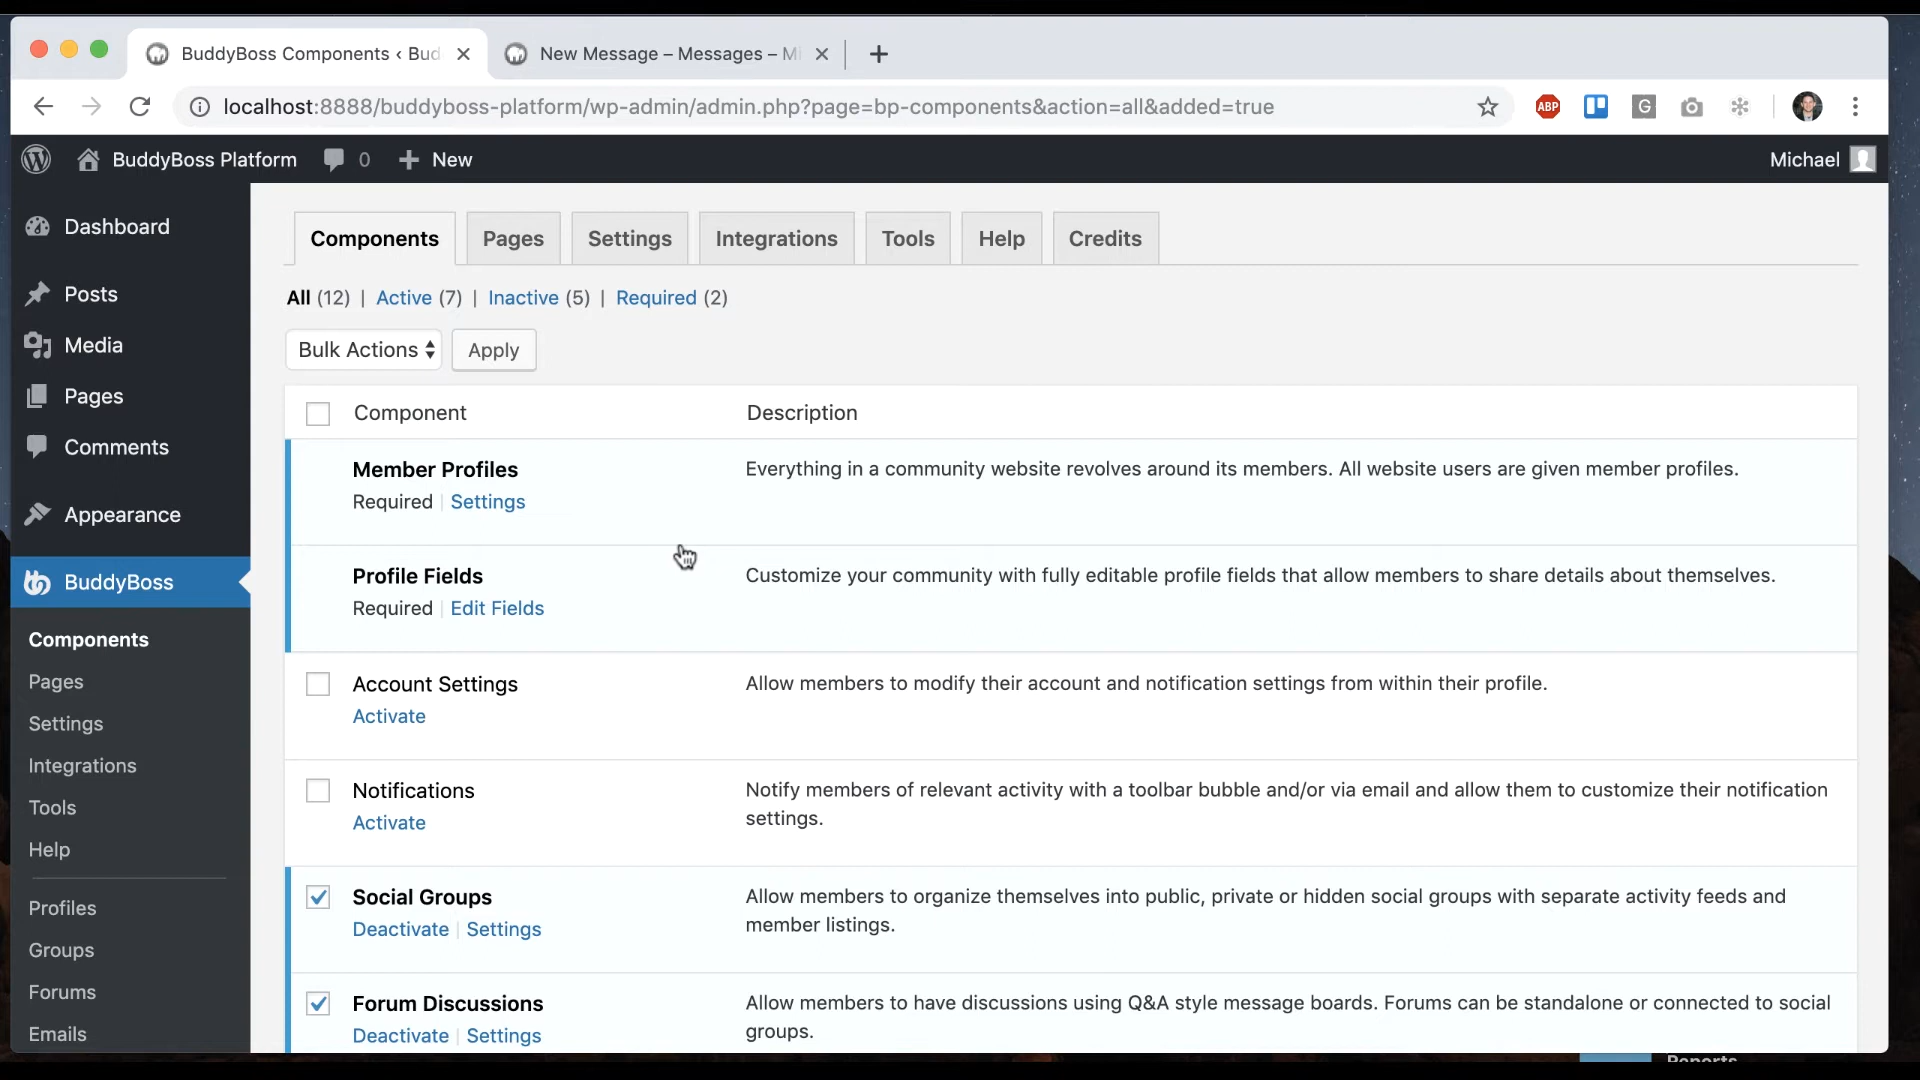 BuddyBoss Components ‹ Bud
New Message – Messages – M
localhost:8888/buddyboss-platform/wp-admin/admin.php?page=bp-components&action=all&added=true
ABP
G
BuddyBoss Platform
0
New
Michael
Dashboard
Posts
Media
Pages
Comments
Appearance
BuddyBoss
Components
Pages
Settings
Integrations
Tools
Help
Profiles
Groups
Forums
Emails
Components
Pages
Settings
Integrations
Tools
Help
Credits
All (12) | Active (7) | Inactive (5) | Required (2)
Bulk Actions
Apply
Component
Description
Member Profiles
Required | Settings
Everything in a community website revolves around its members. All website users are given member profiles.
Profile Fields
Required | Edit Fields
Customize your community with fully editable profile fields that allow members to share details about themselves.
Account Settings
Activate
Allow members to modify their account and notification settings from within their profile.
Notifications
Activate
Notify members of relevant activity with a toolbar bubble and/or via email and allow them to customize their notification
settings.
Social Groups
Deactivate | Settings
Allow members to organize themselves into public, private or hidden social groups with separate activity feeds and
member listings.
Forum Discussions
Deactivate | Settings
Allow members to have discussions using Q&A style message boards. Forums can be standalone or connected to social
groups.
Reports